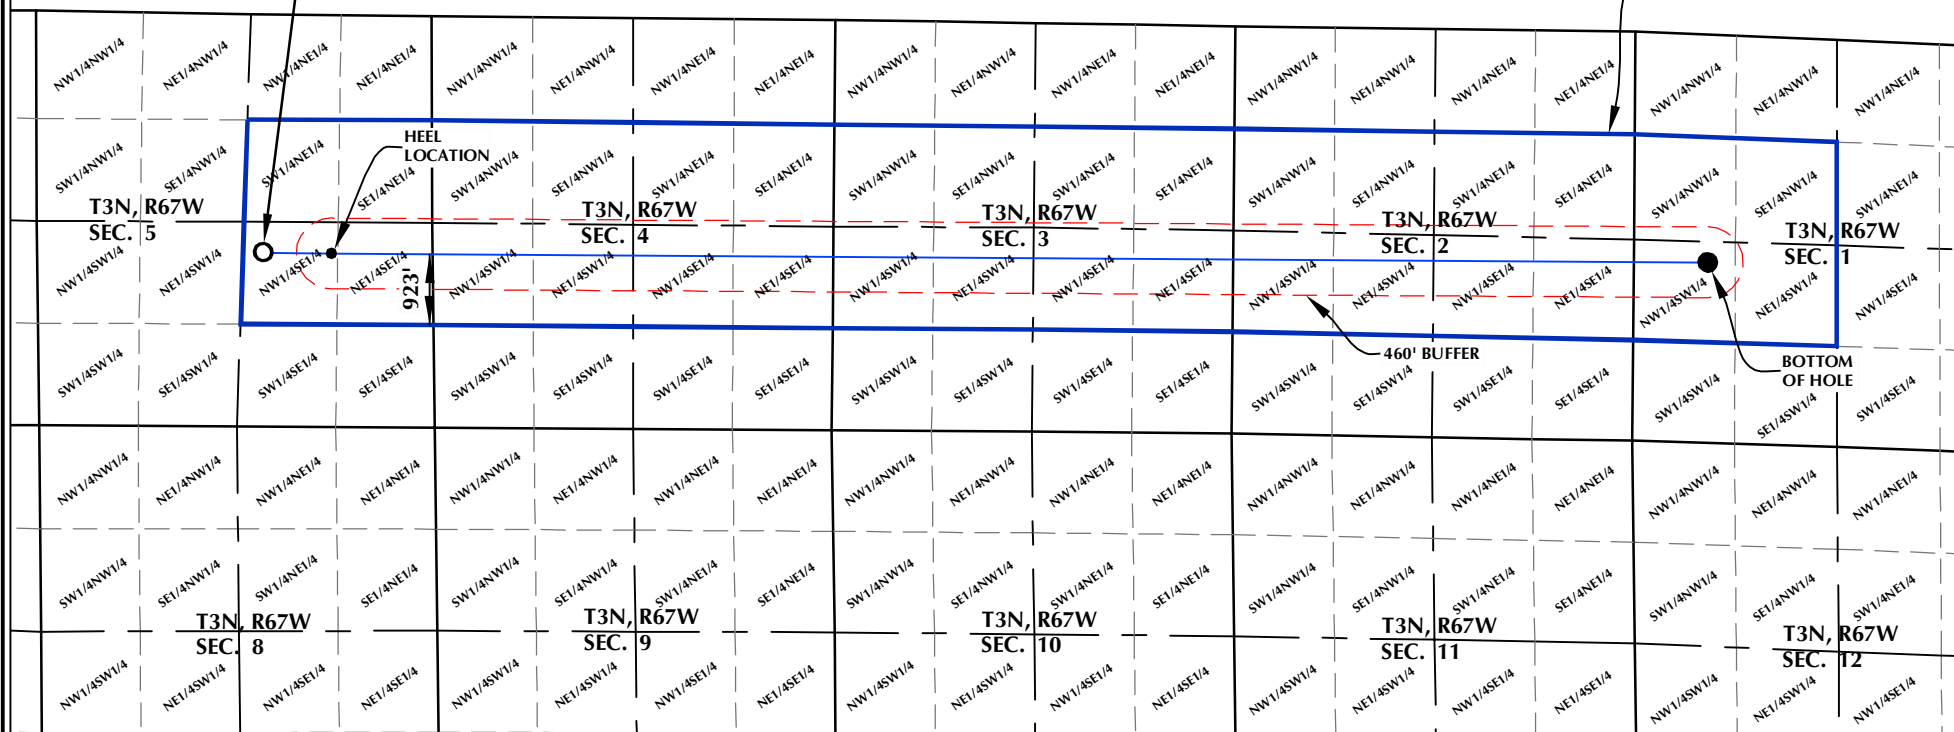 NW1/4NW1/4 NE1/4NW1/4 NW1/4NE1/4 NE1/4NE1/4 NW1/4NW1/4 NE1/4NW1/4 NW1/4NE1/4 NE1/4NE1/4 NW1/4NW1/4 NE1/4NW1/4 NW1/4NE1/4 NE1/4NE1/4 NW1/4NW1/4 NE1/4NW1/4 NW1/4NE1/4 NE1/4NE1/4 NW1/4NW1/4 NE1/4NW1/4 NW1/4NE1/4
HEEL
LOCATION
SW1/4NW1/4 SE1/4NW1/4 SW1/4NE1/4 SE1/4NE1/4 SW1/4NW1/4 SE1/4NW1/4 SW1/4NE1/4 SE1/4NE1/4 SW1/4NW1/4 SE1/4NW1/4 SW1/4NE1/4 SE1/4NE1/4 SW1/4NW1/4 SE1/4NW1/4 SW1/4NE1/4 SE1/4NE1/4 SW1/4NW1/4 SE1/4NW1/4 SW1/4NE1/4
T3N, R67W T3N, R67W T3N, R67W T3N, R67W T3N, R67W
SEC. 5 SEC. 4 SEC. 3 SEC. 2 SEC. 1
NW1/4SW1/4 NE1/4SW1/4 NW1/4SE1/4 NE1/4SE1/4 NW1/4SW1/4 NE1/4SW1/4 NW1/4SE1/4 NE1/4SE1/4 NW1/4SW1/4 NE1/4SW1/4 NW1/4SE1/4 NE1/4SE1/4 NW1/4SW1/4 NE1/4SW1/4 NW1/4SE1/4 NE1/4SE1/4 NW1/4SW1/4 NE1/4SW1/4 NW1/4SE1/4
923'
460' BUFFER
BOTTOM
OF HOLE
SW1/4SW1/4 SE1/4SW1/4 SW1/4SE1/4 SE1/4SE1/4 SW1/4SW1/4 SE1/4SW1/4 SW1/4SE1/4 SE1/4SE1/4 SW1/4SW1/4 SE1/4SW1/4 SW1/4SE1/4 SE1/4SE1/4 SW1/4SW1/4 SE1/4SW1/4 SW1/4SE1/4 SE1/4SE1/4 SW1/4SW1/4 SE1/4SW1/4 SW1/4SE1/4
NW1/4NW1/4 NE1/4NW1/4 NW1/4NE1/4 NE1/4NE1/4 NW1/4NW1/4 NE1/4NW1/4 NW1/4NE1/4 NE1/4NE1/4 NW1/4NW1/4 NE1/4NW1/4 NW1/4NE1/4 NE1/4NE1/4 NW1/4NW1/4 NE1/4NW1/4 NW1/4NE1/4 NE1/4NE1/4 NW1/4NW1/4 NE1/4NW1/4 NW1/4NE1/4
SW1/4NW1/4 SE1/4NW1/4 SW1/4NE1/4 SE1/4NE1/4 SW1/4NW1/4 SE1/4NW1/4 SW1/4NE1/4 SE1/4NE1/4 SW1/4NW1/4 SE1/4NW1/4 SW1/4NE1/4 SE1/4NE1/4 SW1/4NW1/4 SE1/4NW1/4 SW1/4NE1/4 SE1/4NE1/4 SW1/4NW1/4 SE1/4NW1/4 SW1/4NE1/4
T3N, R67W T3N, R67W T3N, R67W T3N, R67W T3N, R67W
SEC. 8 SEC. 9 SEC. 10 SEC. 11 SEC. 12
NW1/4SW1/4 NE1/4SW1/4 NW1/4SE1/4 NE1/4SE1/4 NW1/4SW1/4 NE1/4SW1/4 NW1/4SE1/4 NE1/4SE1/4 NW1/4SW1/4 NE1/4SW1/4 NW1/4SE1/4 NE1/4SE1/4 NW1/4SW1/4 NE1/4SW1/4 NW1/4SE1/4 NE1/4SE1/4 NW1/4SW1/4 NE1/4SW1/4 NW1/4SE1/4